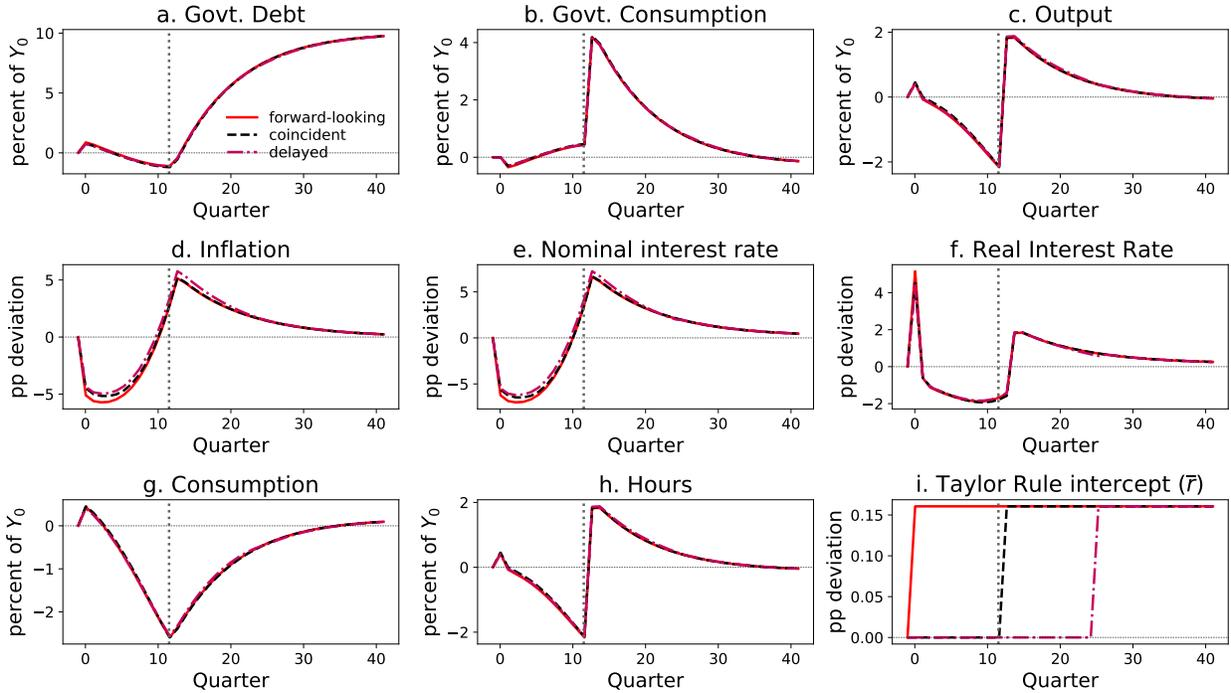 a. Govt. Debt
percent of Y0
10
5
0
forward-looking
coincident
delayed
0 10 20 30 40
Quarter
b. Govt. Consumption
percent of Y0
4
2
0
0 10 20 30 40
Quarter
c. Output
percent of Y0
2
0
−2
0 10 20 30 40
Quarter
d. Inflation
pp deviation
5
0
−5
0 10 20 30 40
Quarter
e. Nominal interest rate
pp deviation
5
0
−5
0 10 20 30 40
Quarter
f. Real Interest Rate
pp deviation
4
2
0
−2
0 10 20 30 40
Quarter
g. Consumption
percent of Y0
0
−1
−2
0 10 20 30 40
Quarter
h. Hours
percent of Y0
2
0
−2
0 10 20 30 40
Quarter
i. Taylor Rule intercept (r̅)
pp deviation
0.15
0.10
0.05
0.00
0 10 20 30 40
Quarter